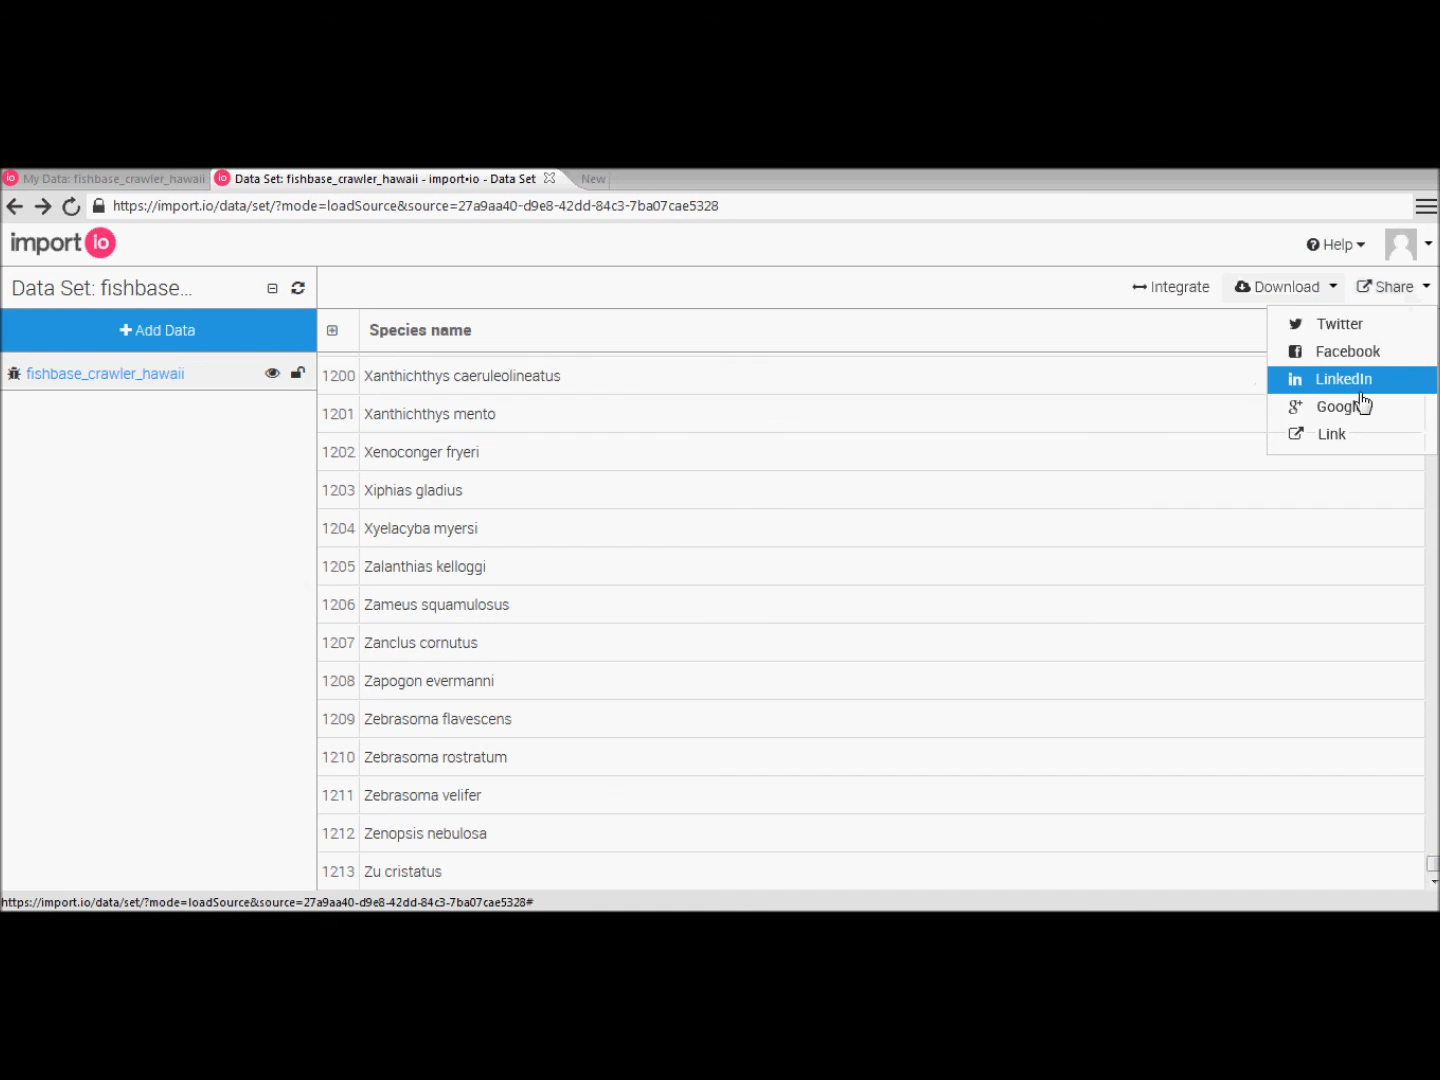 My Data: fishbase_crawler_hawaii
Data Set: fishbase_crawler_hawaii - import•io - Data Set
New
https://import.io/data/set/?mode=loadSource&source=27a9aa40-d9e8-42dd-84c3-7ba07cae5328
import io
Help
Data Set: fishbase...
Integrate
Download
Share
Add Data
Species name
Twitter
Facebook
LinkedIn
Link
fishbase_crawler_hawaii
1200 Xanthichthys caeruleolineatus
1201 Xanthichthys mento
1202 Xenoconger fryeri
1203 Xiphias gladius
1204 Xyelacyba myersi
1205 Zalanthias kelloggi
1206 Zameus squamulosus
1207 Zanclus cornutus
1208 Zapogon evermanni
1209 Zebrasoma flavescens
1210 Zebrasoma rostratum
1211 Zebrasoma velifer
1212 Zenopsis nebulosa
1213 Zu cristatus
https://import.io/data/set/?mode=loadSource&source=27a9aa40-d9e8-42dd-84c3-7ba07cae5328#